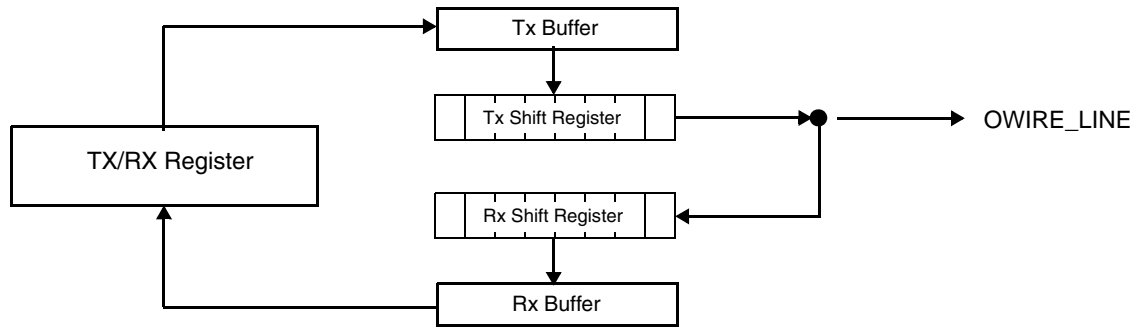 Tx Buffer
Tx Shift Register
OWIRE_LINE
TX/RX Register
Rx Shift Register
Rx Buffer